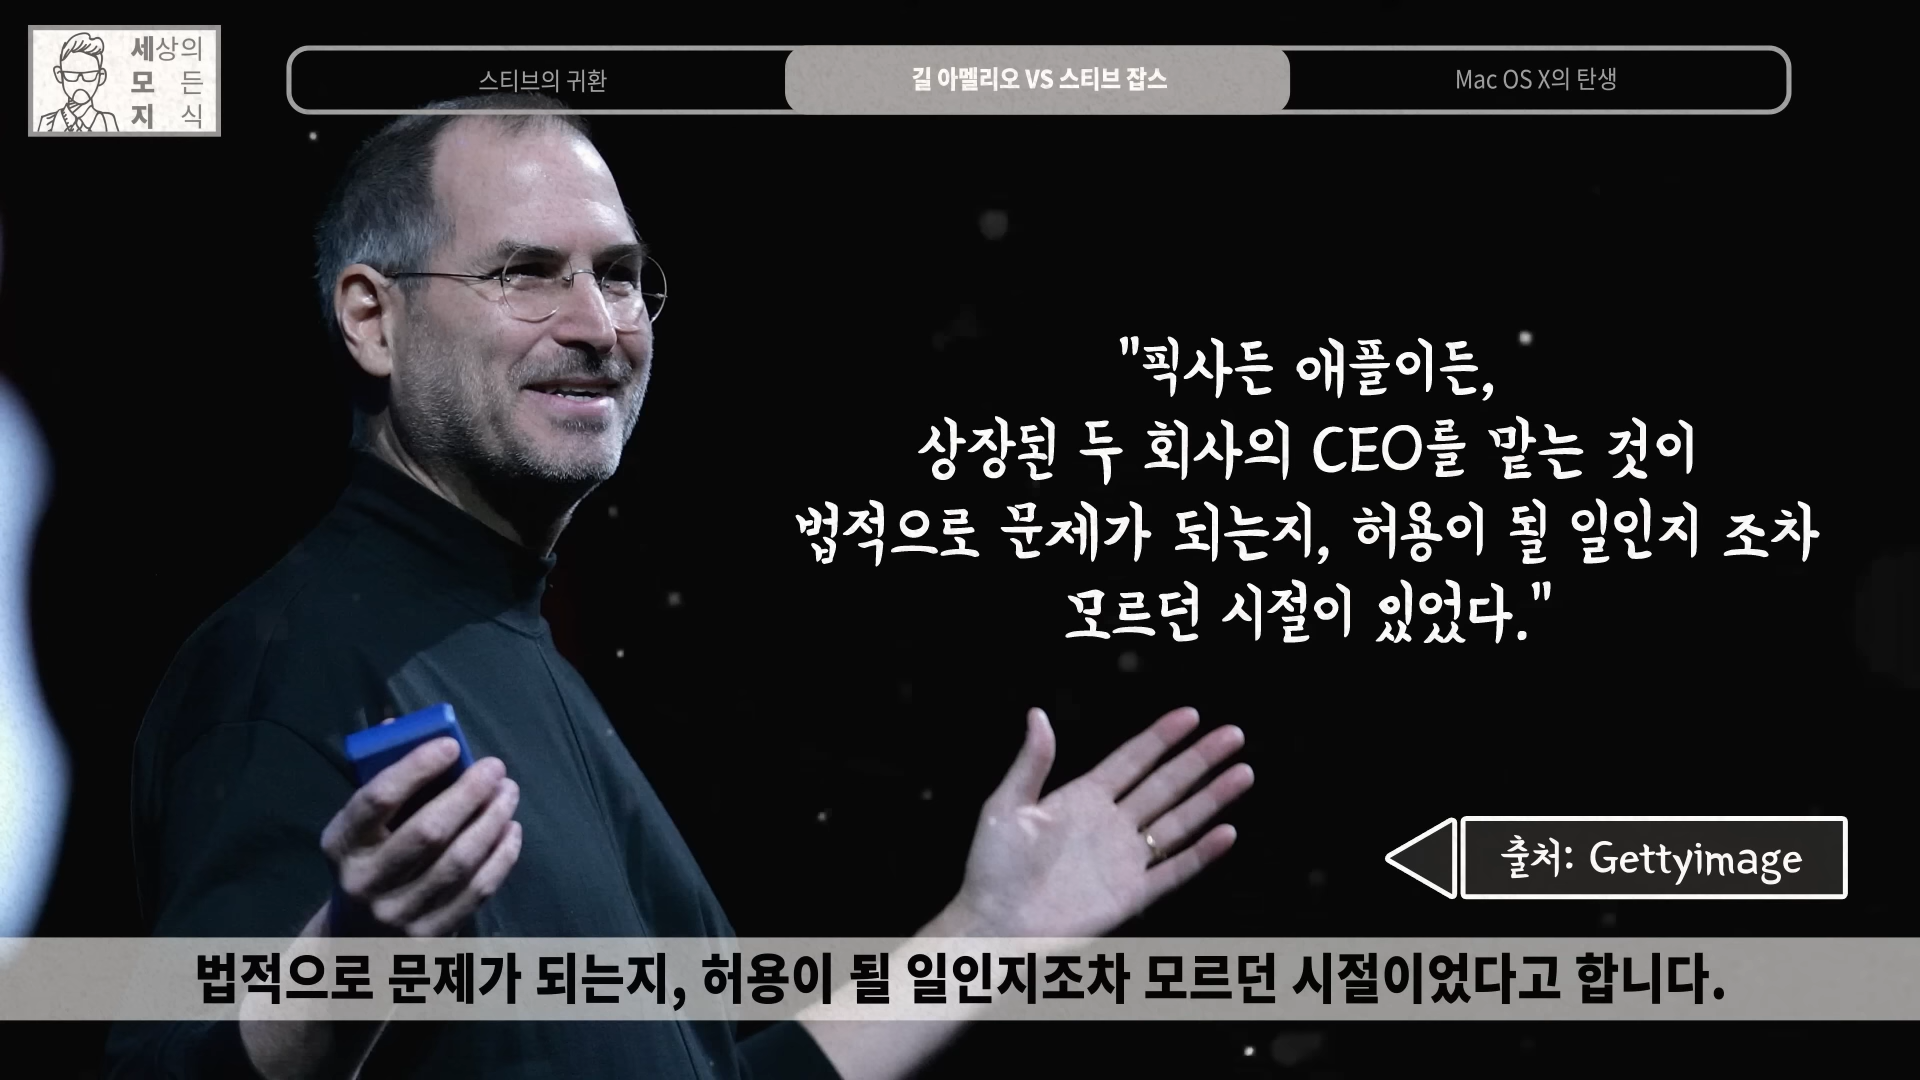 세상의
모든
지식
스티브의 귀환
길 아멜리오 VS 스티브 잡스
Mac OS X의 탄생
"픽사든 애플이든,
상장된 두 회사의 CEO를 맡는 것이
법적으로 문제가 되는지, 허용이 될 일인지 조차
모르던 시절이 있었다."
출처: Gettyimage
법적으로 문제가 되는지, 허용이 될 일인지조차 모르던 시절이었다고 합니다.